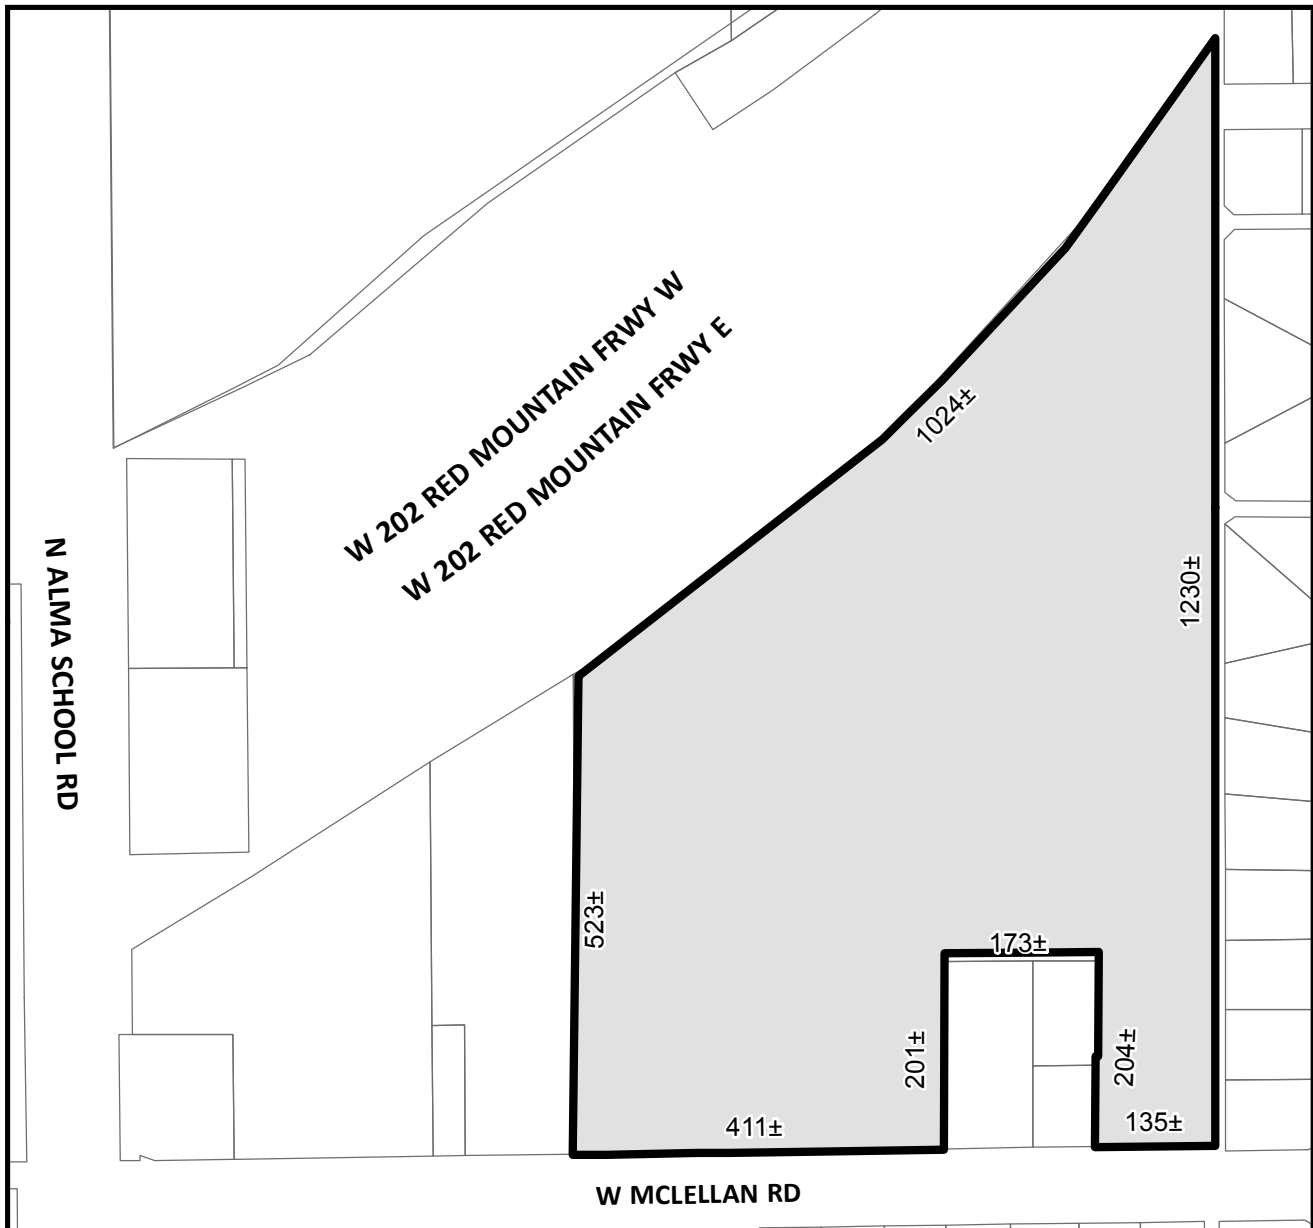 W 202 RED MOUNTAIN FRWY W
W 202 RED MOUNTAIN FRWY E
1024±
N ALMA SCHOOL RD
1230±
523±
173±
201±
204±
411±
135±
W MCLELLAN RD